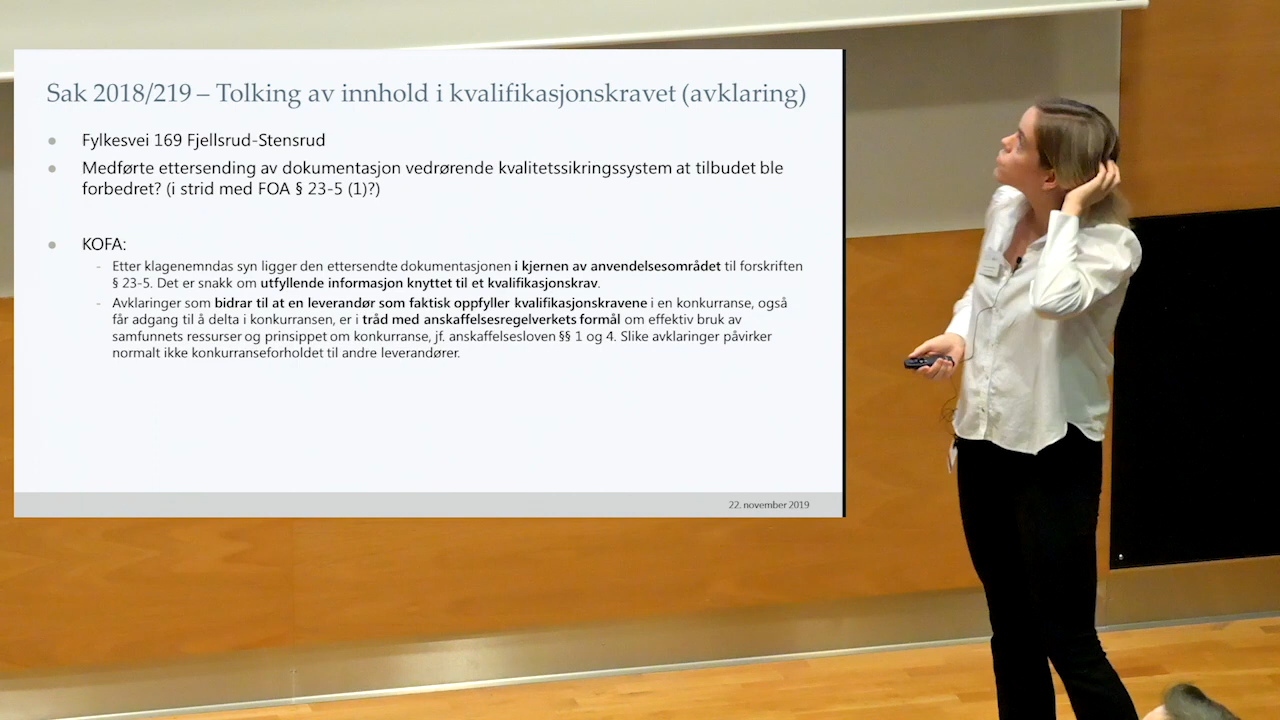 Sak 2018/219 – Tolking av innhold i kvalifikasjonskravet (avklaring)
Fylkesvei 169 Fjellsrud-Stensrud
Medførte ettersending av dokumentasjon vedrørende kvalitetssikringssystem at tilbudet ble
forbedret? (i strid med FOA § 23-5 (1)?)
KOFA:
- Etter klagenemndas syn ligger den ettersendte dokumentasjonen i kjernen av anvendelsesområdet til forskriften
§ 23-5. Det er snakk om utfyllende informasjon knyttet til et kvalifikasjonskrav.
- Avklaringer som bidrar til at en leverandør som faktisk oppfyller kvalifikasjonskravene i en konkurranse, også
får adgang til å delta i konkurransen, er i tråd med anskaffelsesregelverkets formål om effektiv bruk av
samfunnets ressurser og prinsippet om konkurranse, jf. anskaffelsesloven §§ 1 og 4. Slike avklaringer påvirker
normalt ikke konkurranseforholdet til andre leverandører.
22. november 2019